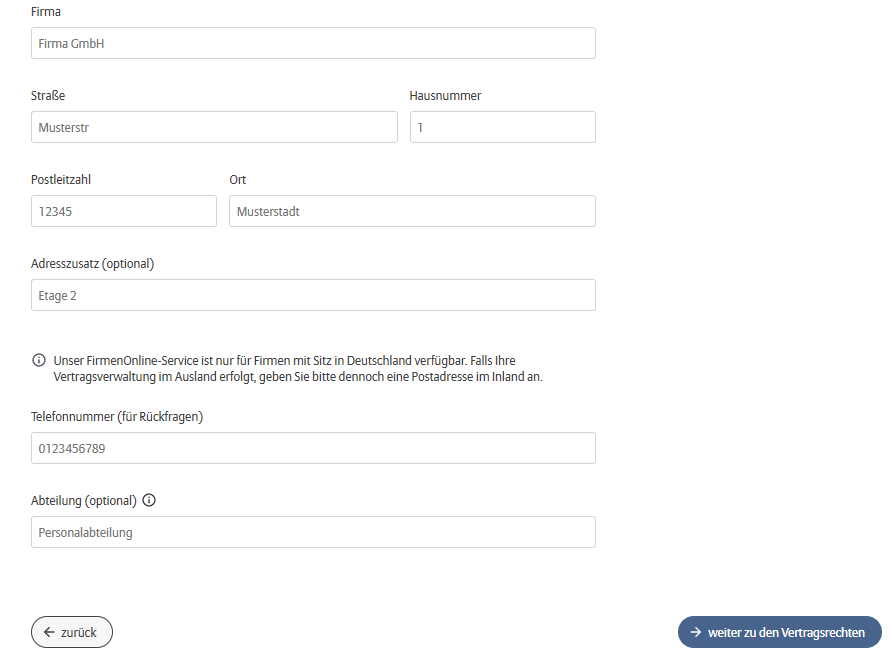 Firma
Firma GmbH
Straße Hausnummer
Musterstr 1
Postleitzahl Ort
12345 Musterstadt
Adresszusatz (optional)
Etage 2
Unser FirmenOnline-Service ist nur für Firmen mit Sitz in Deutschland verfügbar. Falls Ihre
Vertragsverwaltung im Ausland erfolgt, geben Sie bitte dennoch eine Postadresse im Inland an.
Telefonnummer (für Rückfragen)
0123456789
Abteilung (optional)
Personalabteilung
zurück weiter zu den Vertragsrechten